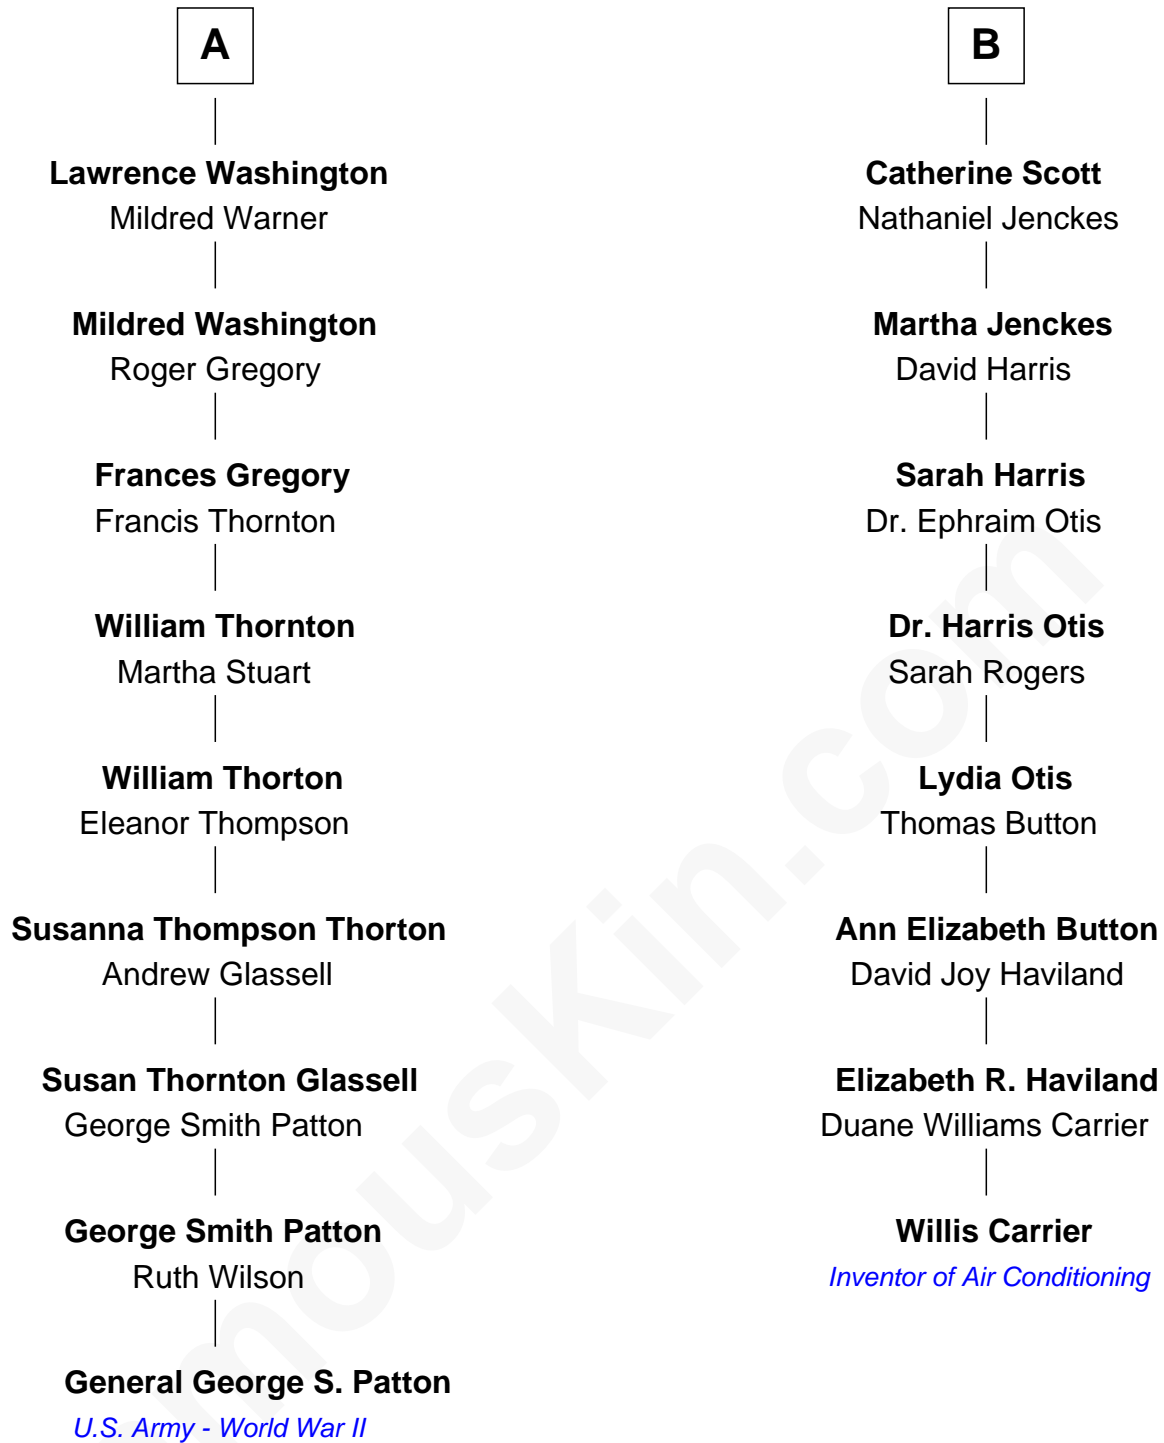 A
Lawrence Washington
Mildred Warner
Mildred Washington
Roger Gregory
Frances Gregory
Francis Thornton
William Thornton
Martha Stuart
William Thorton
Eleanor Thompson
Susanna Thompson Thorton
Andrew Glassell
Susan Thornton Glassell
George Smith Patton
George Smith Patton
Ruth Wilson
General George S. Patton
U.S. Army - World War II
B
Catherine Scott
Nathaniel Jenckes
Martha Jenckes
David Harris
Sarah Harris
Dr. Ephraim Otis
Dr. Harris Otis
Sarah Rogers
Lydia Otis
Thomas Button
Ann Elizabeth Button
David Joy Haviland
Elizabeth R. Haviland
Duane Williams Carrier
Willis Carrier
Inventor of Air Conditioning
mousKin.com